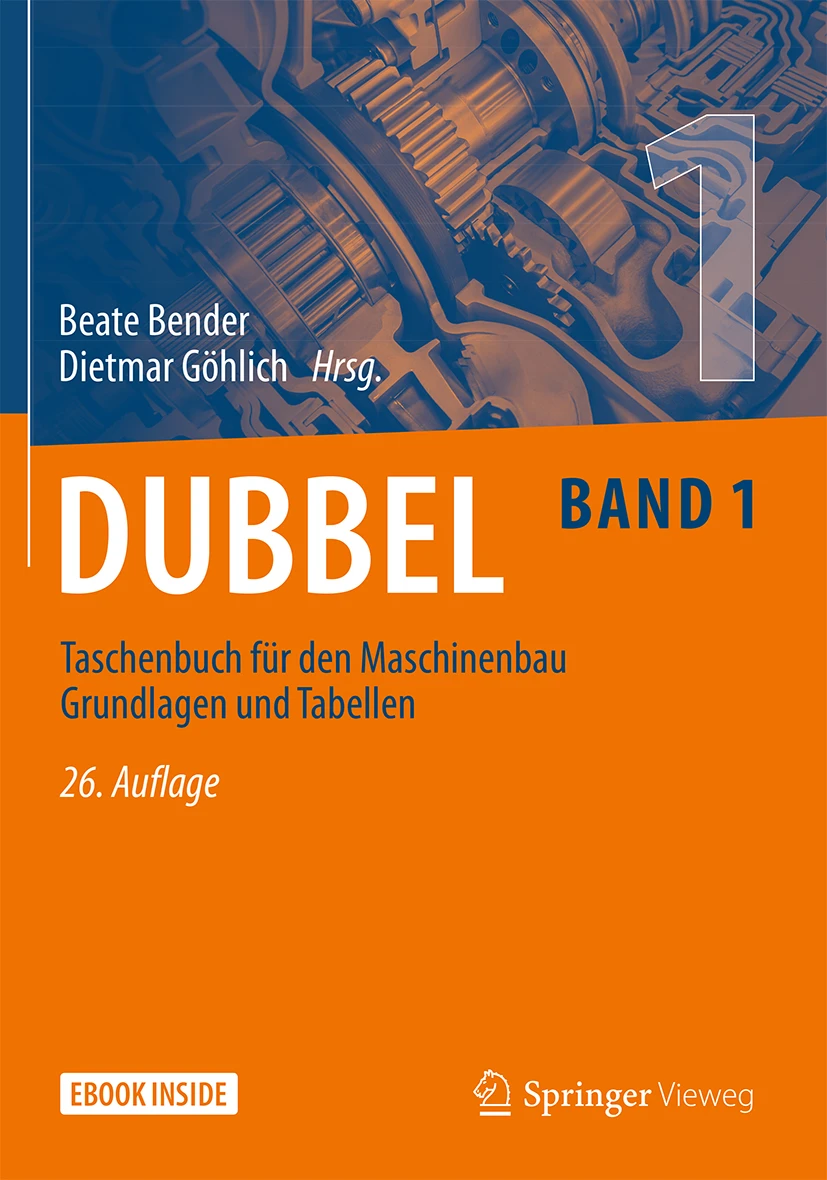 1
Beate Bender
Dietmar Göhlich Hrsg.
DUBBEL
BAND 1
Taschenbuch für den Maschinenbau
Grundlagen und Tabellen
26. Auflage
EBOOK INSIDE
Springer Vieweg